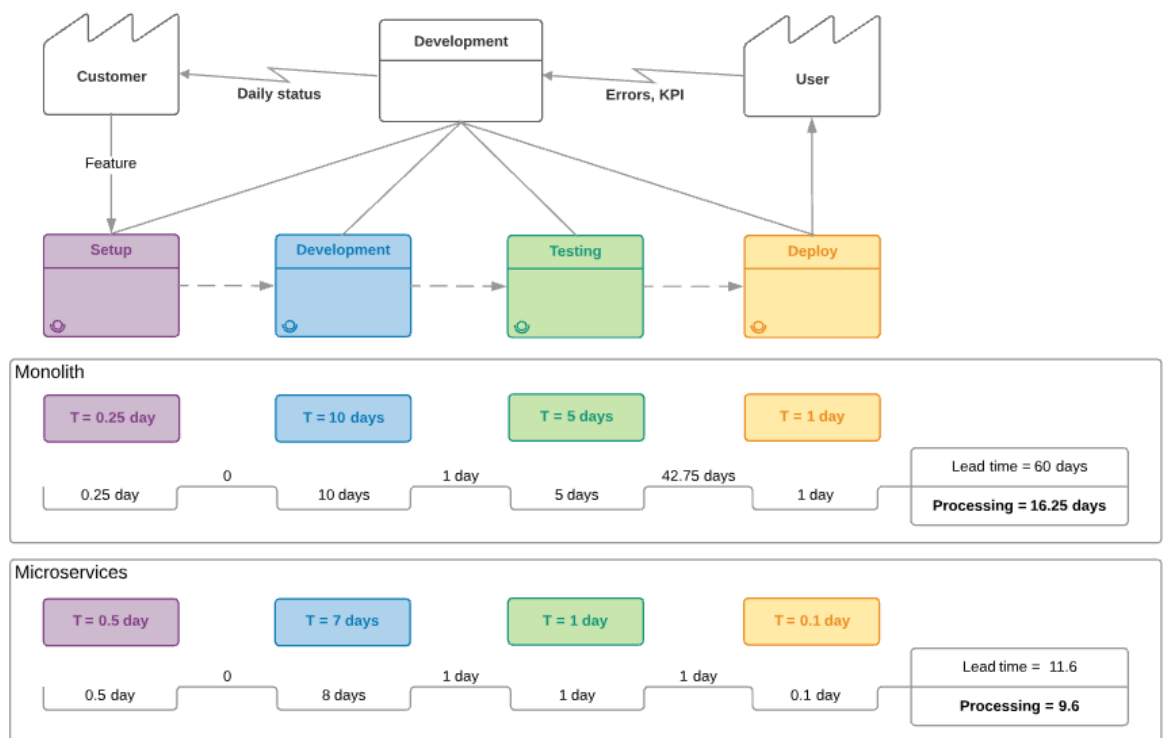 Development
Customer
User
Daily status
Errors, KPI
Feature
Setup
Development
Testing
Deploy
Monolith
T = 0.25 day
T = 10 days
T = 5 days
T = 1 day
0
1 day
42.75 days
0.25 day
10 days
5 days
1 day
Lead time = 60 days
Processing = 16.25 days
Microservices
T = 0.5 day
T = 7 days
T = 1 day
T = 0.1 day
0
1 day
1 day
0.5 day
8 days
1 day
0.1 day
Lead time = 11.6
Processing = 9.6